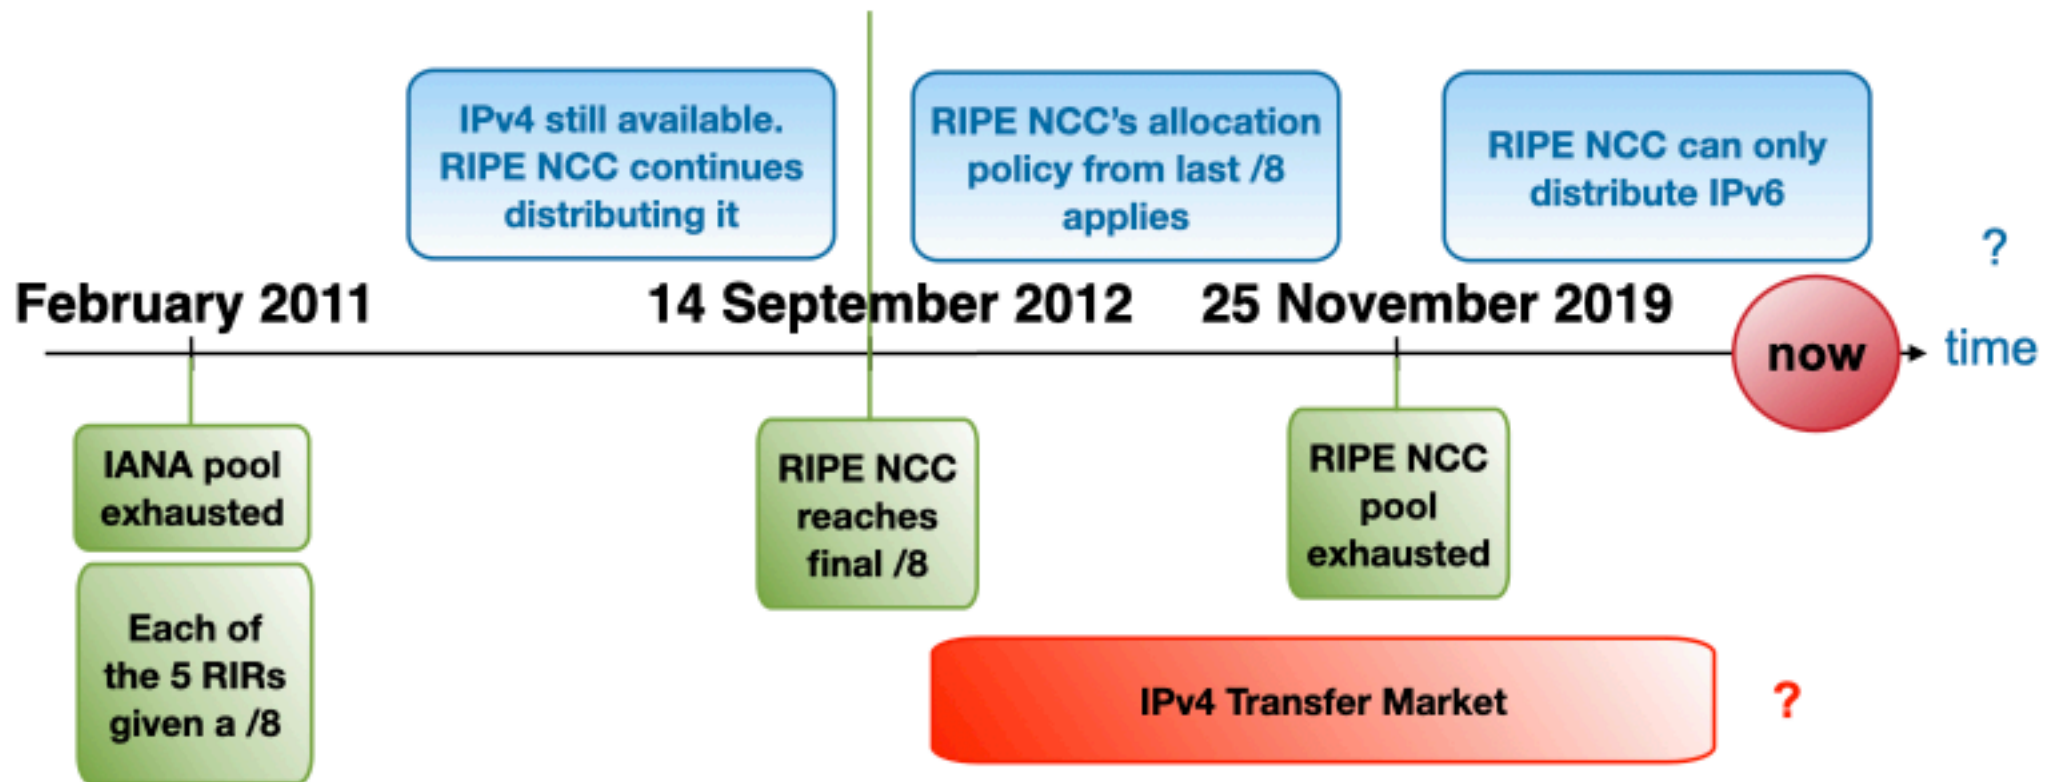 IPv4 still available.
RIPE NCC continues
distributing it
RIPE NCC's allocation
policy from last /8
applies
RIPE NCC can only
distribute IPv6
?
February 2011
14 September 2012
25 November 2019
now
time
IANA pool
exhausted
Each of
the 5 RIRs
given a /8
RIPE NCC
reaches
final /8
RIPE NCC
pool
exhausted
IPv4 Transfer Market
?